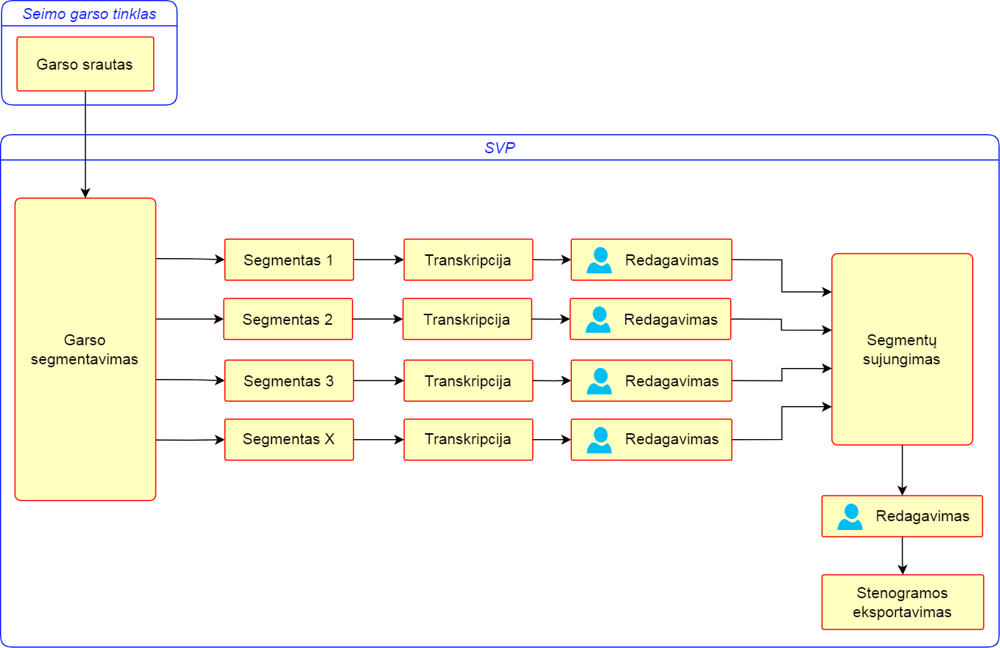 Seimo garso tinklas
Garso srautas
SVP
Garso
segmentavimas
Segmentas 1
Transkripcija
Redagavimas
Segmentas 2
Transkripcija
Redagavimas
Segmentas 3
Transkripcija
Redagavimas
Segmentas X
Transkripcija
Redagavimas
Segmentų
sujungimas
Redagavimas
Stenogramos
eksportavimas